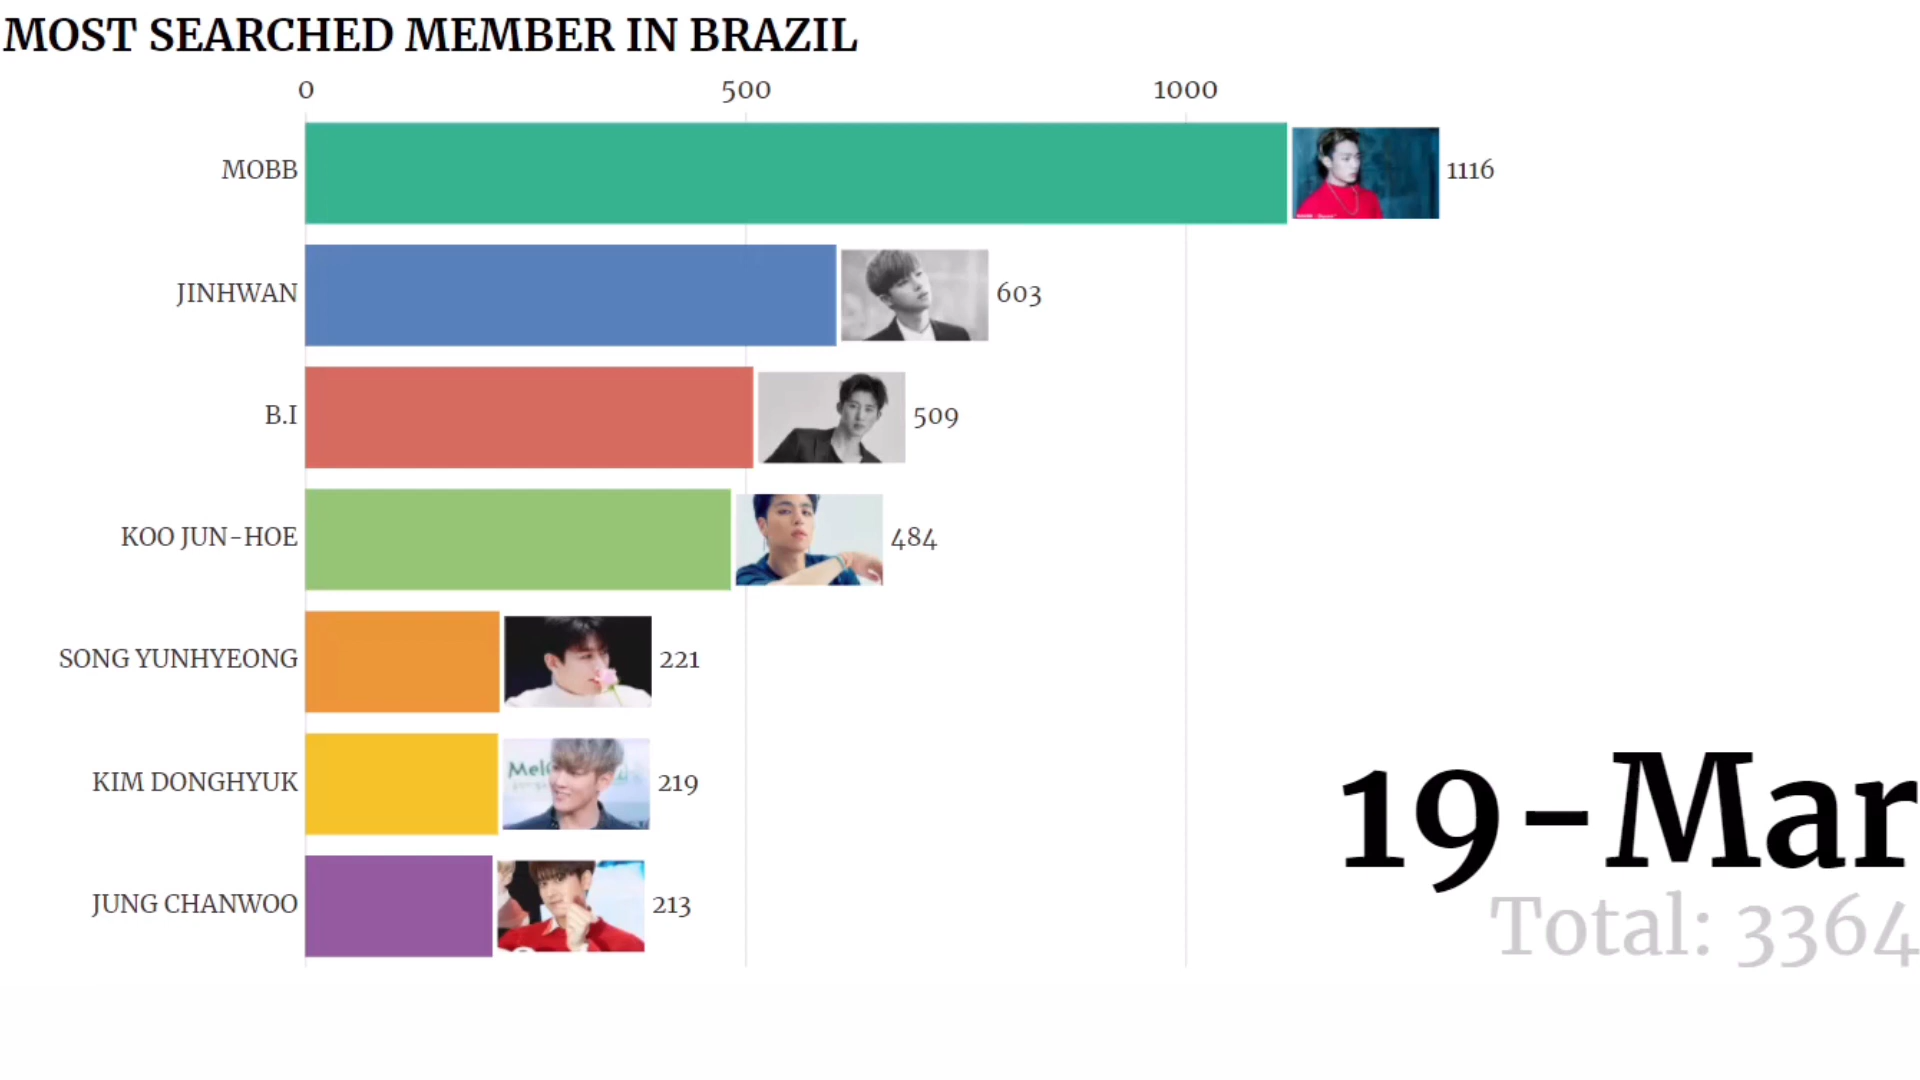 MOST SEARCHED MEMBER IN BRAZIL
0 500 1000
MOBB 1116
JINHWAN 603
B.I 509
KOO JUN-HOE 484
SONG YUNHYEONG 221
KIM DONGHYUK 219
JUNG CHANWOO 213
19-Mar
Total: 3364